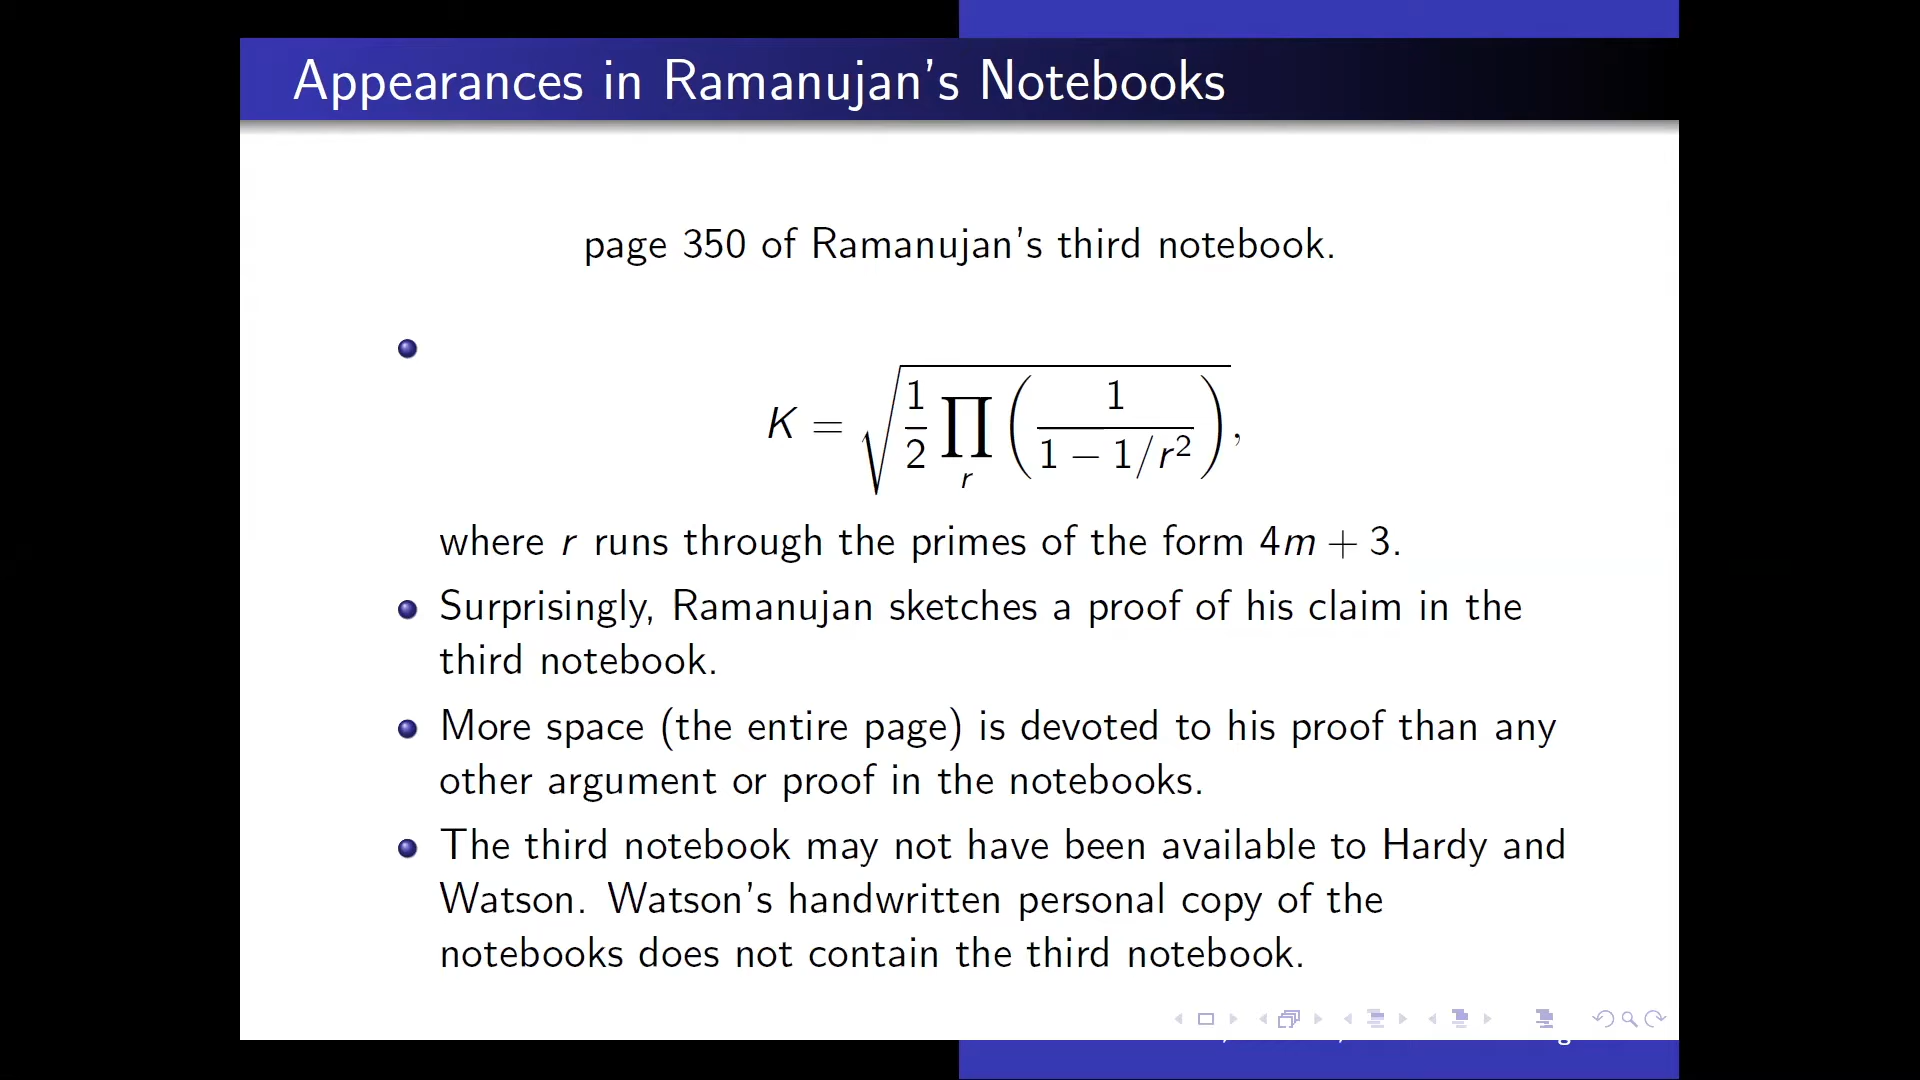 Appearances in Ramanujan's Notebooks
page 350 of Ramanujan's third notebook.
K = √(1/2 ∏_r (1/(1 − 1/r²))),
where r runs through the primes of the form 4m + 3.
Surprisingly, Ramanujan sketches a proof of his claim in the
third notebook.
More space (the entire page) is devoted to his proof than any
other argument or proof in the notebooks.
The third notebook may not have been available to Hardy and
Watson. Watson's handwritten personal copy of the
notebooks does not contain the third notebook.